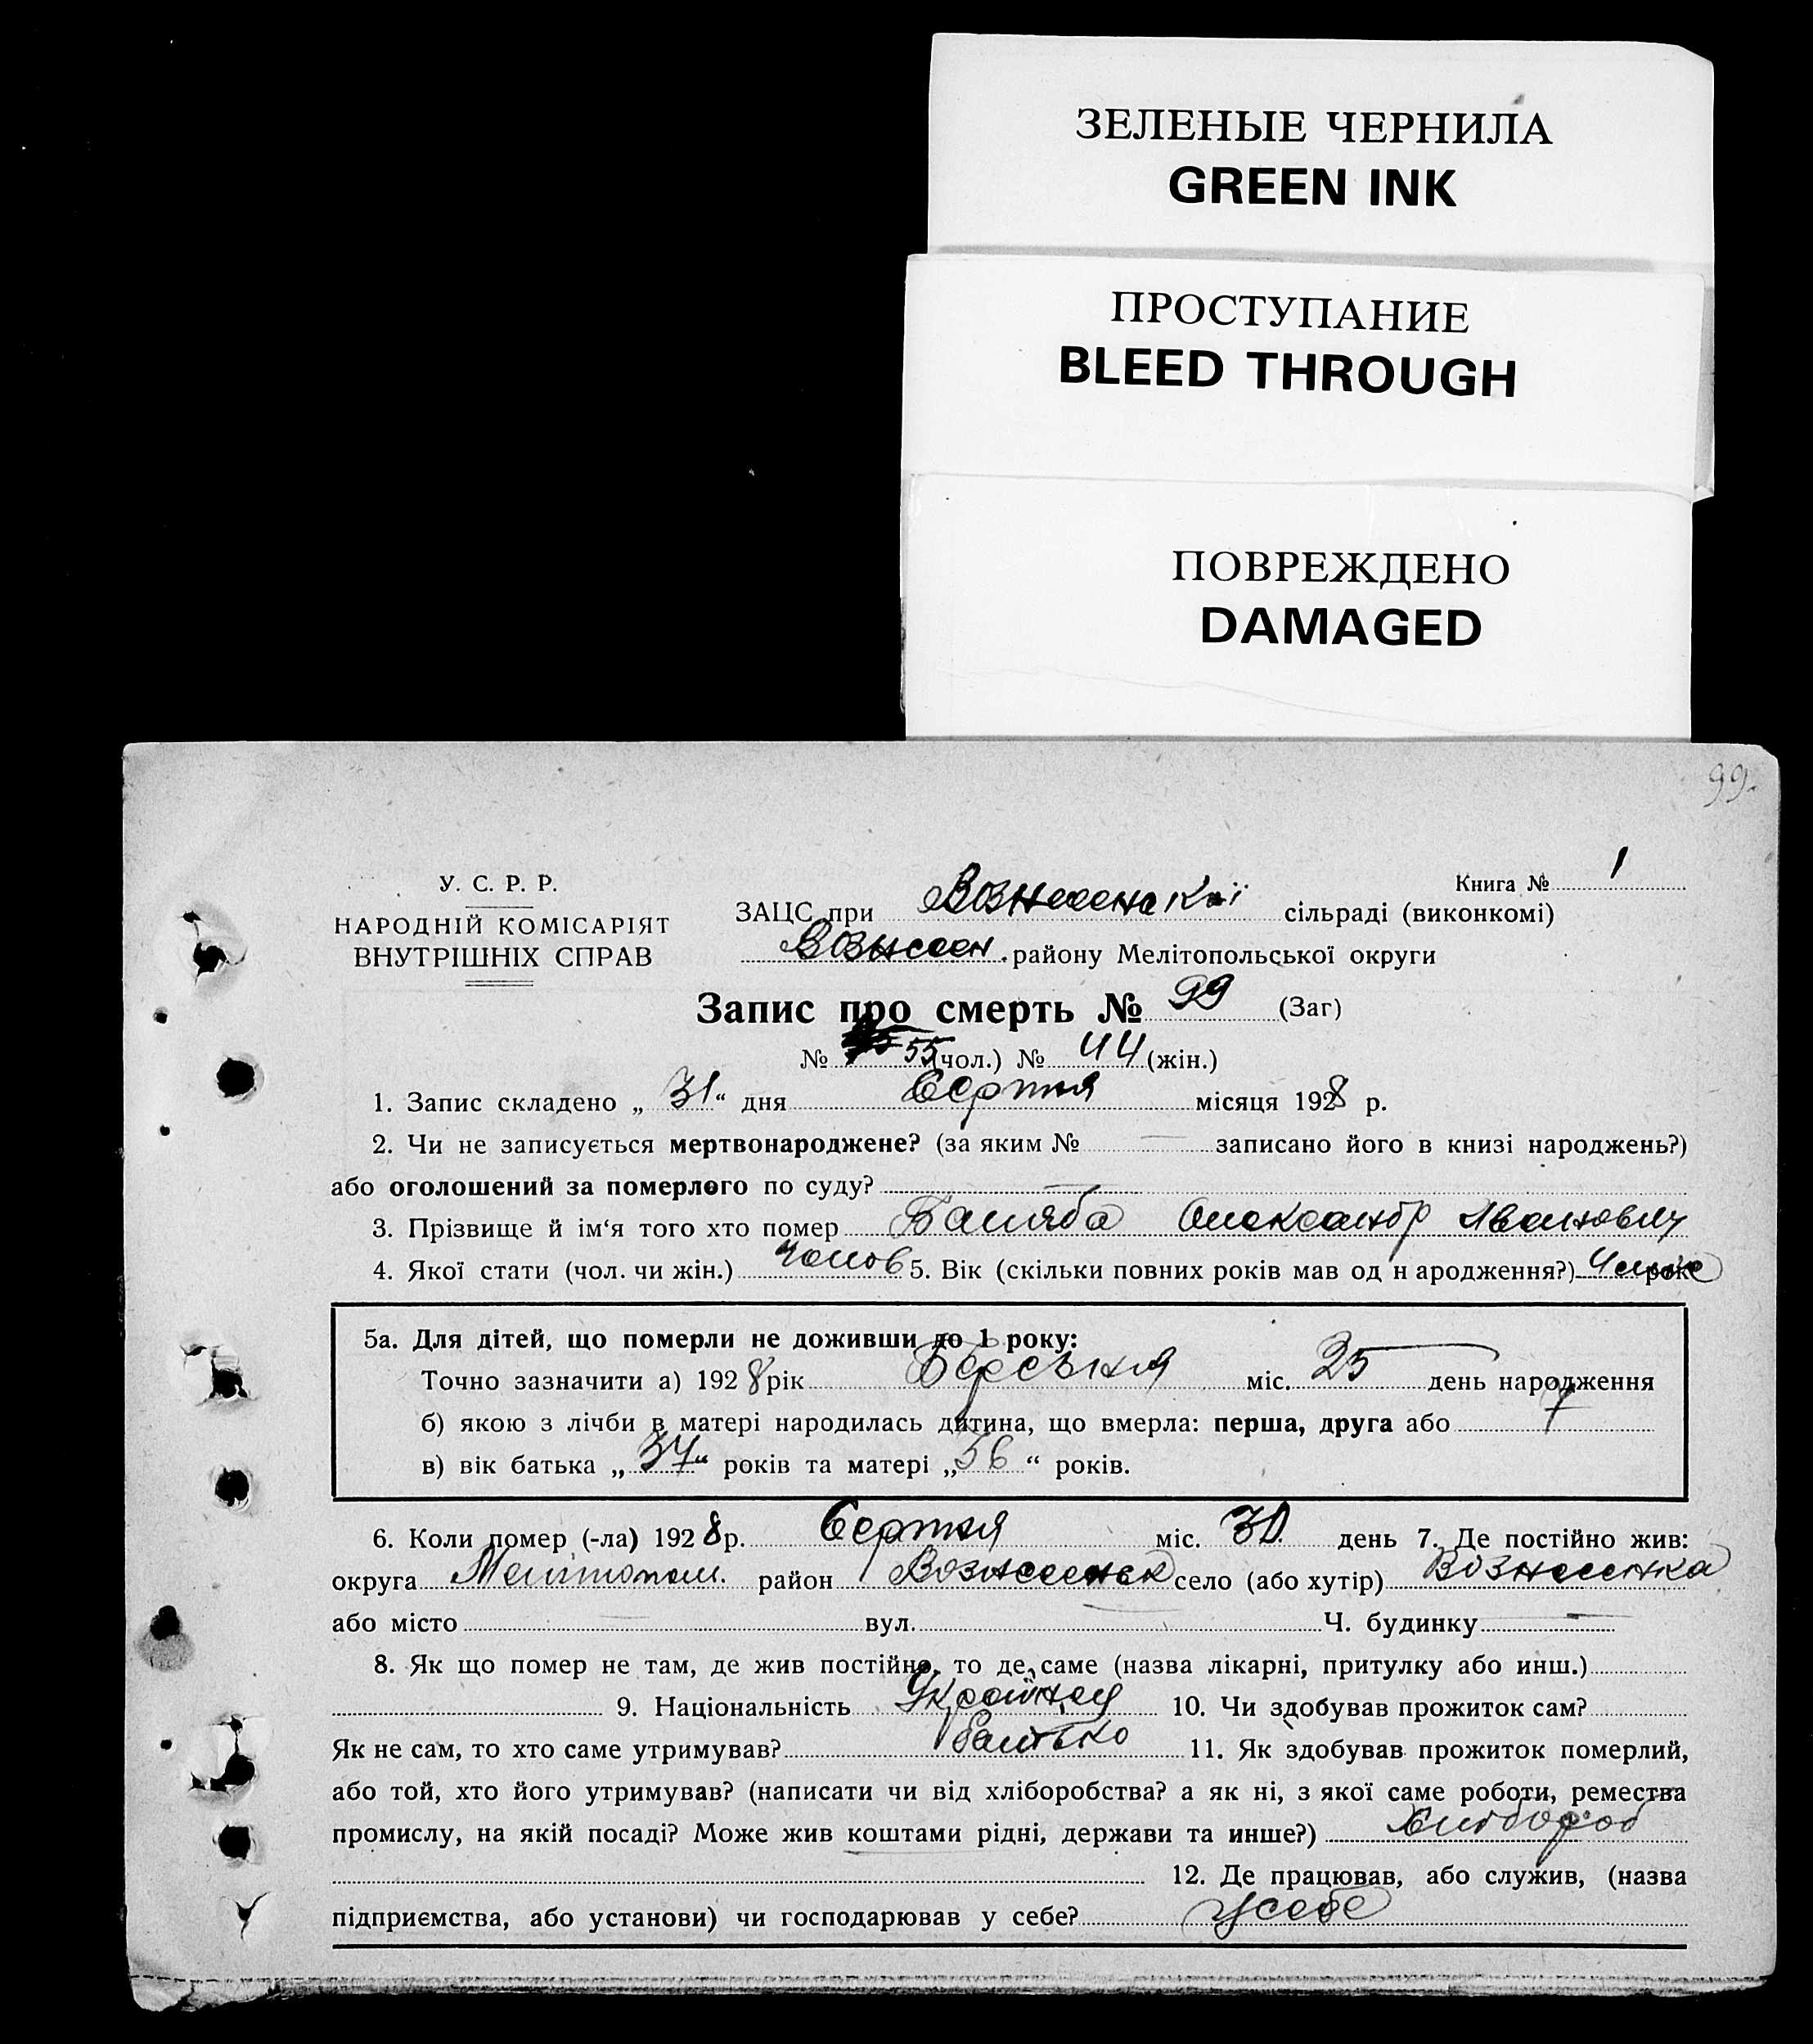 ЗЕЛЕНЫЕ ЧЕРНИЛА
GREEN INK
ПРОСТУПАНИЕ
BLEED THROUGH
ПОВРЕЖДЕНО
DAMAGED
99.
У. С. Р. Р.
НАРОДНІЙ КОМІСАРІЯТ
ВНУТРІШНІХ СПРАВ
Книга № 1
ЗАЦС при Вознесенській сільраді (виконкомі)
Вознесен. району Мелітопольської округи
Запис про смерть № 99 (Заг)
№ 55 (чол.) № 44 (жін.)
1. Запис складено „ 31 “ дня Серпня місяця 1928 р.
2. Чи не записується мертвонароджене? (за яким № — записано його в книзі народжень?)
або оголошений за померлого по суду? —
3. Прізвище й ім‘я того хто помер Олександр Іванович
4. Якої стати (чол. чи жін.) Чолов 5. Вік (скільки повних років мав од н ародження?) роке
5а. Для дітей, що померли не доживши до 1 року:
Точно зазначити а) 1928 рік Березня міс. 25 день народження
б) якою з лічби в матері народилась дитина, що вмерла: перша, друга або 7
в) вік батька „ 37 “ років та матері „ 36 “ років.
6. Коли помер (-ла) 1928 р. Серпня міс. 30 день 7. Де постійно жив:
округа Мелітопол. район Вознесенськ село (або хутір) Вознесенка
або місто — вул. — Ч. будинку —
8. Як що помер не там, де жив постійно, то де саме (назва лікарні, притулку або инш.)
9. Національність Україн 10. Чи здобував прожиток сам?
Як не сам, то хто саме утримував? батько 11. Як здобував прожиток померлий,
або той, хто його утримував? (написати чи від хліборобства? а як ні, з якої саме роботи, ремества
промислу, на якій посаді? Може жив коштами рідні, держави та инше?) хлібороб
12. Де працював, або служив, (назва
підприємства, або установи) чи господарював у себе? у себе